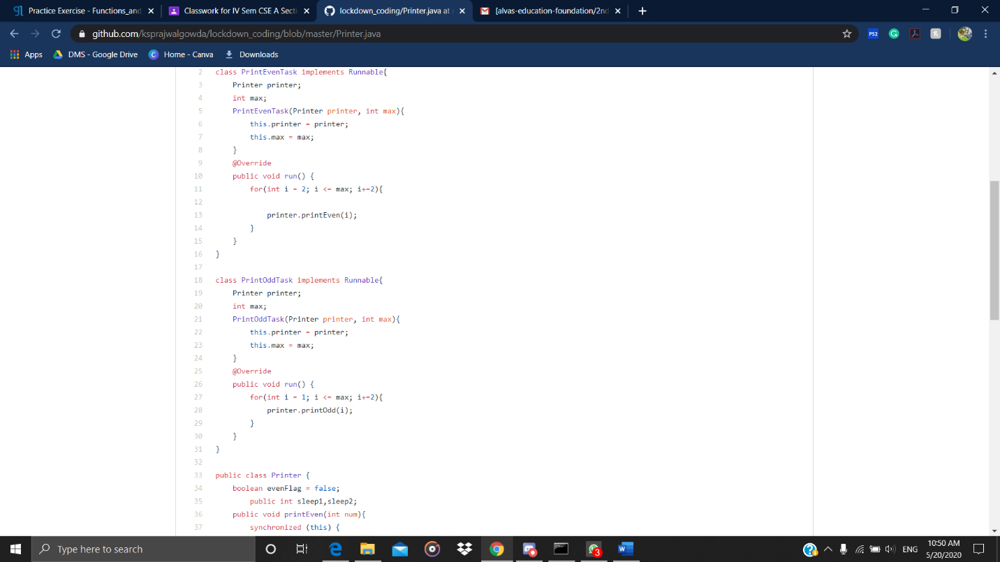 Practice Exercise - Functions_and
Classwork for IV Sem CSE A Secti
lockdown_coding/Printer.java at
[alvas-education-foundation/2nd
github.com/ksprajwalgowda/lockdown_coding/blob/master/Printer.java
PS2
Apps
DMS - Google Drive
Home - Canva
Downloads
2 class PrintEvenTask implements Runnable{
3 Printer printer;
4 int max;
5 PrintEvenTask(Printer printer, int max){
6 this.printer = printer;
7 this.max = max;
8 }
9 @Override
10 public void run() {
11 for(int i = 2; i <= max; i+=2){
12
13 printer.printEven(i);
14 }
15 }
16 }
17
18 class PrintOddTask implements Runnable{
19 Printer printer;
20 int max;
21 PrintOddTask(Printer printer, int max){
22 this.printer = printer;
23 this.max = max;
24 }
25 @Override
26 public void run() {
27 for(int i = 1; i <= max; i+=2){
28 printer.printOdd(i);
29 }
30 }
31 }
32
33 public class Printer {
34 boolean evenFlag = false;
35 public int sleep1,sleep2;
36 public void printEven(int num){
37 synchronized (this) {
Type here to search
3
ENG
10:50 AM
5/20/2020